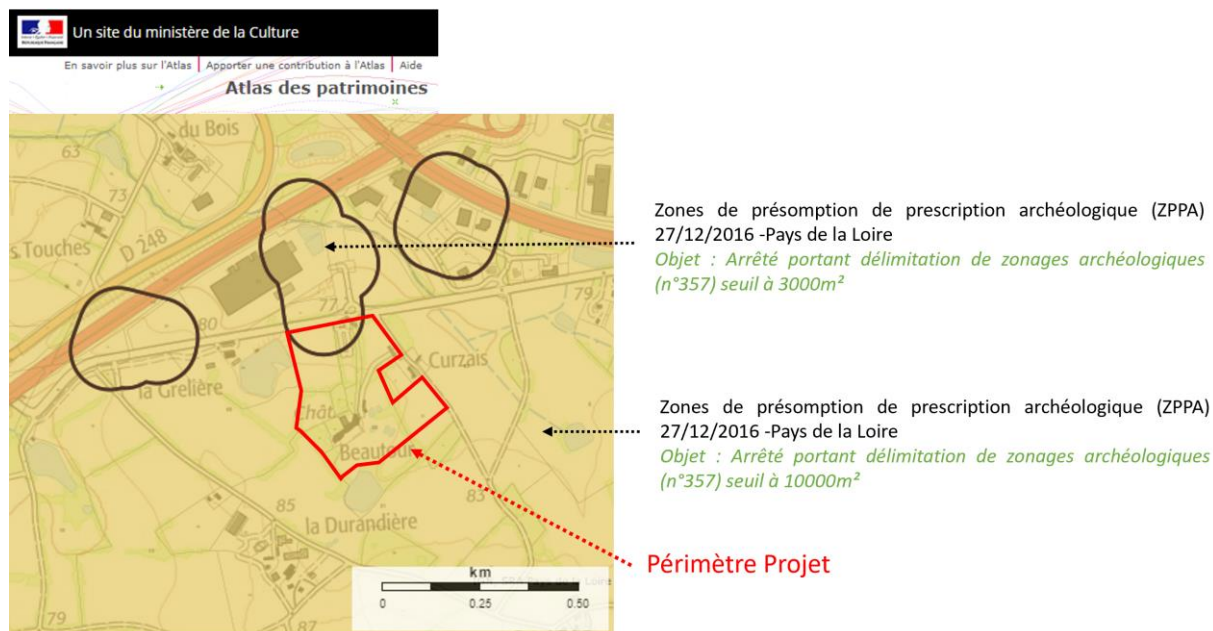 Un site du ministère de la Culture
En savoir plus sur l'Atlas | Apporter une contribution à l'Atlas | Aide
Atlas des patrimoines
du Bois
63
73
s Touches
D 248
77
79
80
la Grelière
Curzais
Chât
Beautour
85
83
la Durandière
79
87
km
0 0.25 0.50
Zones de présomption de prescription archéologique (ZPPA)
27/12/2016 -Pays de la Loire
Objet : Arrêté portant délimitation de zonages archéologiques
(n°357) seuil à 3000m²
Zones de présomption de prescription archéologique (ZPPA)
27/12/2016 -Pays de la Loire
Objet : Arrêté portant délimitation de zonages archéologiques
(n°357) seuil à 10000m²
Périmètre Projet